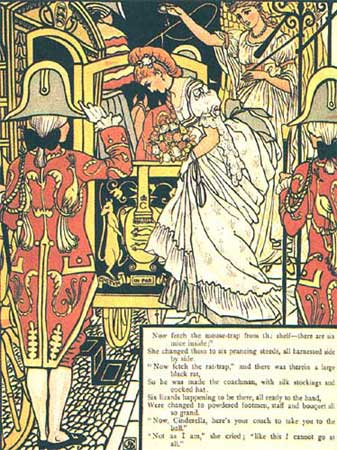 IN PAR
Now fetch the mouse-trap from th: shelf—there are six
mice inside;"
She changed those to six prancing steeds, all harnessed side
by side.
"Now fetch the rat-trap," and there was therein a large
black rat,
So he was made the coachman, with silk stockings and
cocked hat.
Six lizards happening to be there, all ready to the hand,
Were changed to powdered footmen, staff and bouquet all
so grand.
"Now, Cinderella, here's your coach to take you to the
ball."
"Not as I am," she cried; "like this I cannot go at
all."